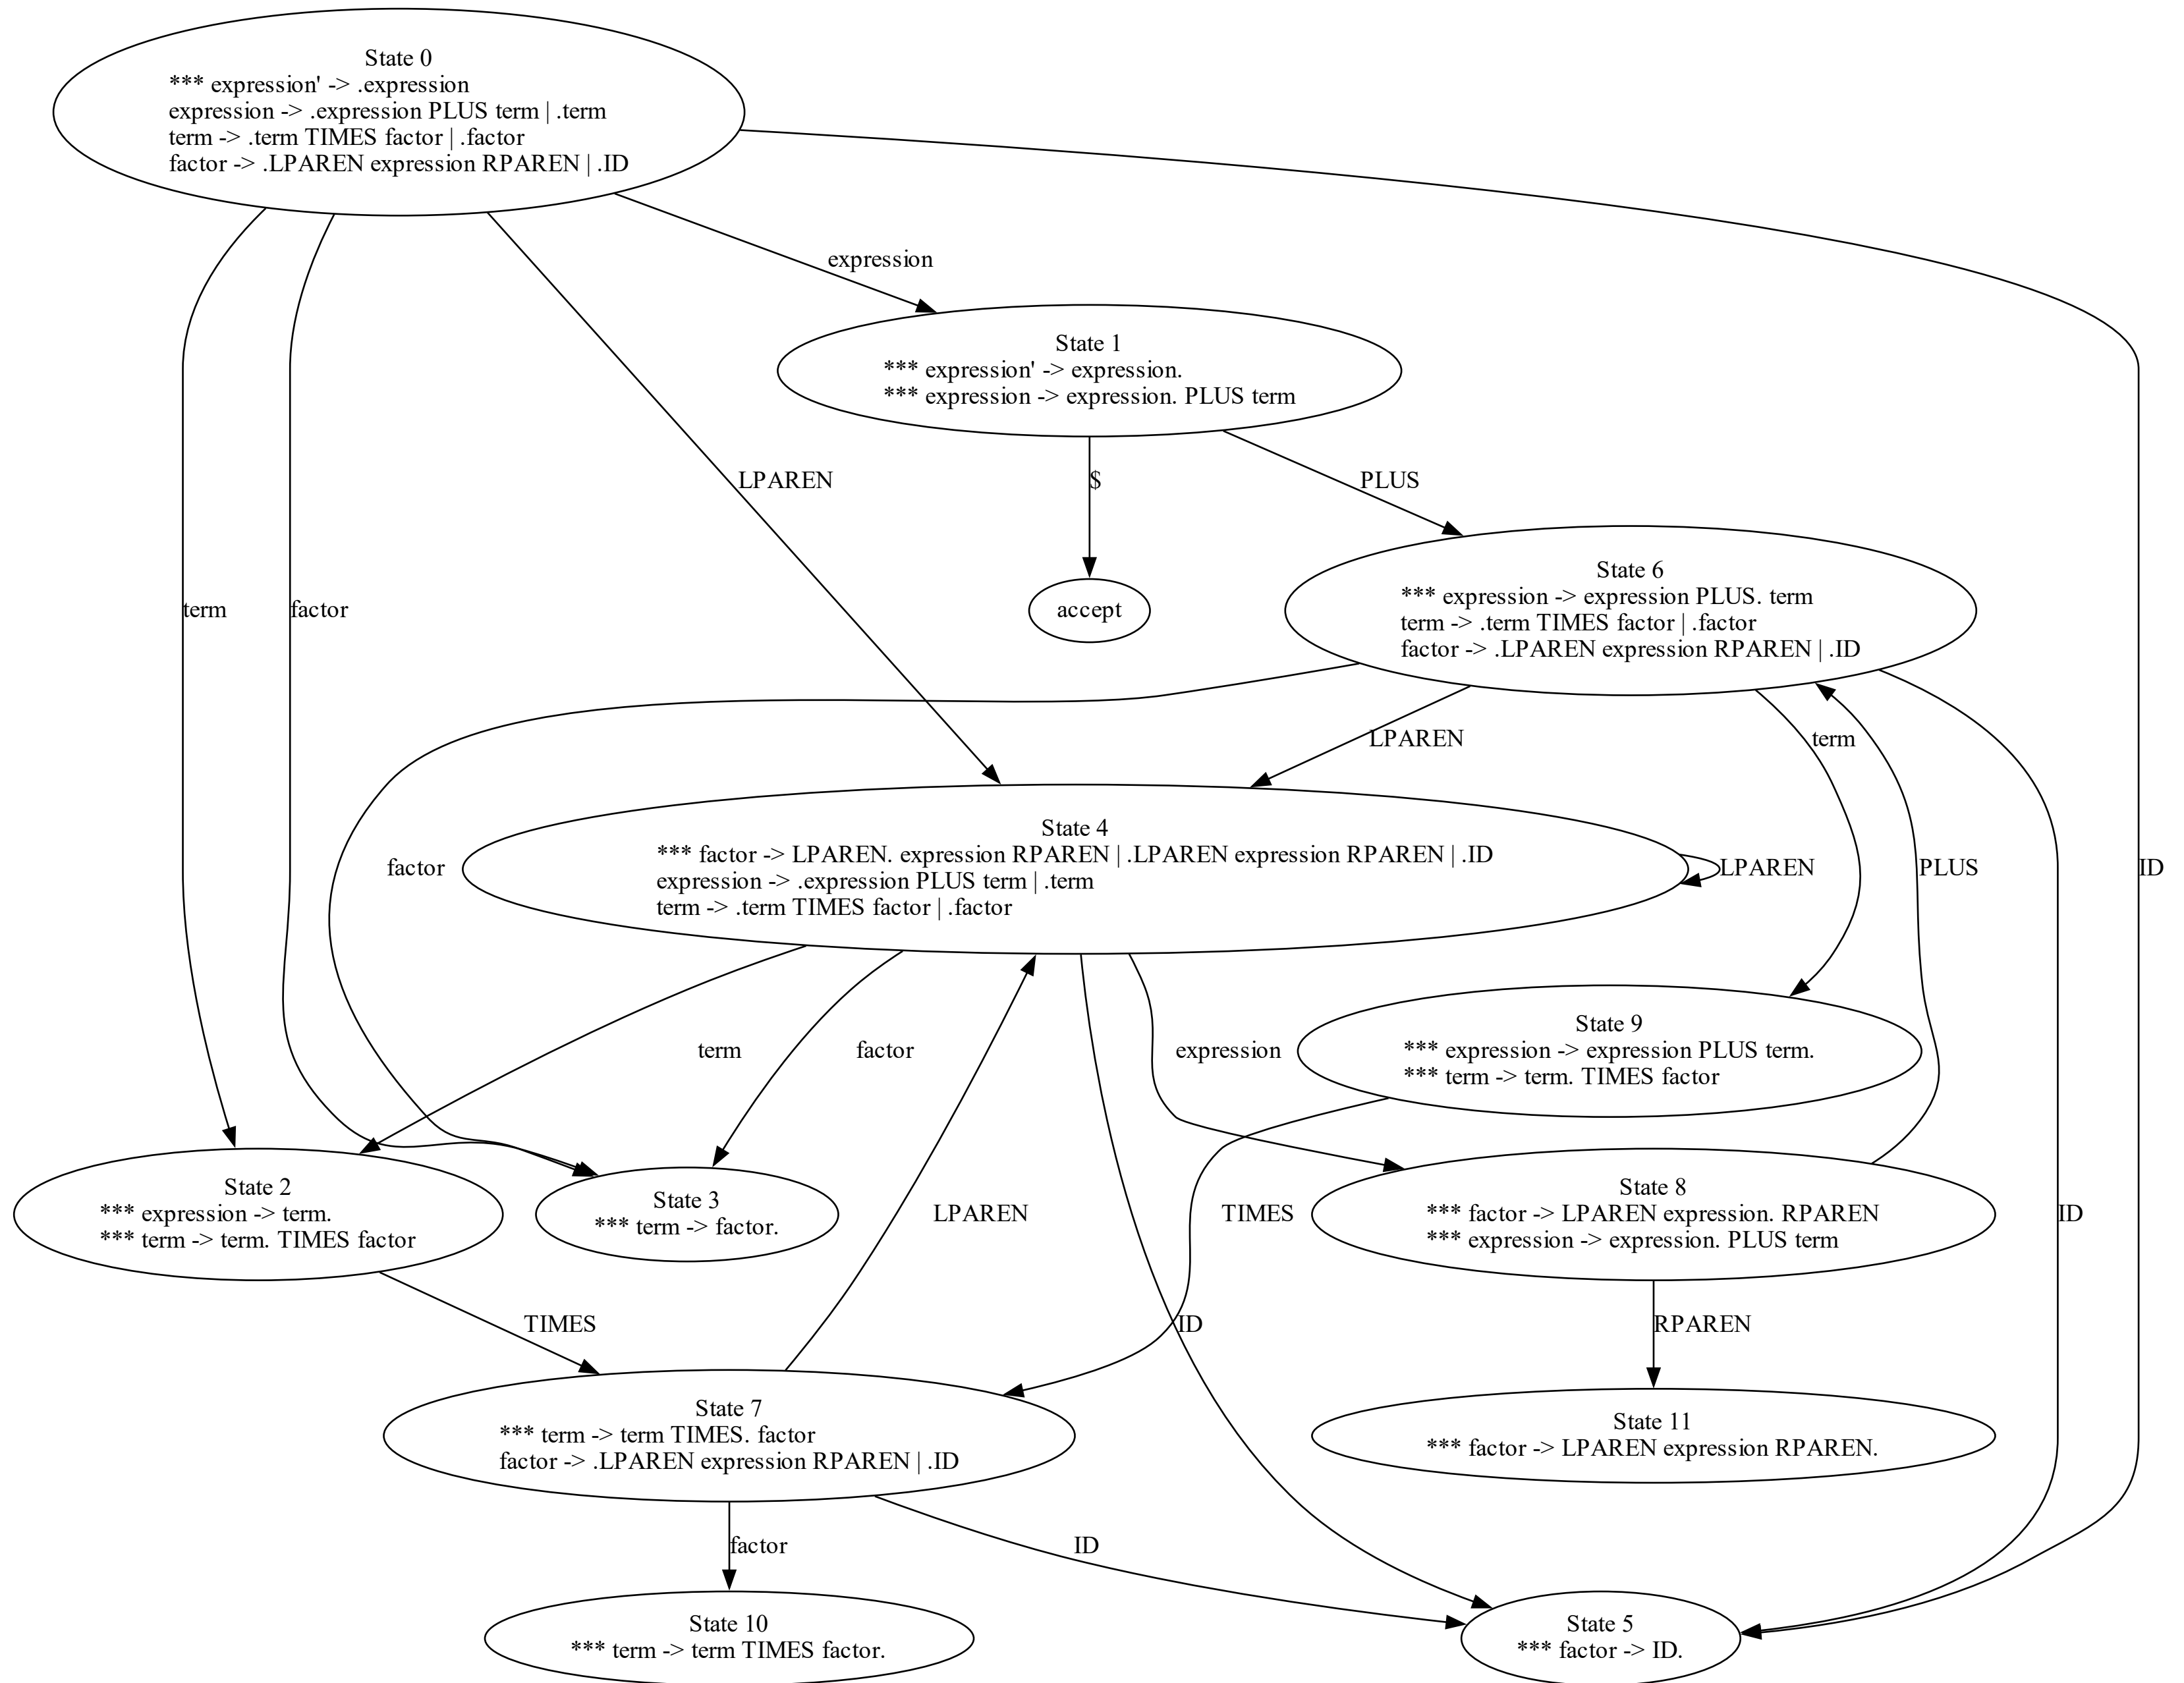 State 0
*** expression' -> .expression
expression -> .expression PLUS term | .term
term -> .term TIMES factor | .factor
factor -> .LPAREN expression RPAREN | .ID
expression
State 1
*** expression' -> expression.
*** expression -> expression. PLUS term
LPAREN
$
PLUS
term
factor
accept
State 6
*** expression -> expression PLUS. term
term -> .term TIMES factor | .factor
factor -> .LPAREN expression RPAREN | .ID
LPAREN
term
factor
State 4
*** factor -> LPAREN. expression RPAREN | .LPAREN expression RPAREN | .ID
expression -> .expression PLUS term | .term
term -> .term TIMES factor | .factor
LPAREN
PLUS
ID
term
factor
expression
State 9
*** expression -> expression PLUS term.
*** term -> term. TIMES factor
State 2
*** expression -> term.
*** term -> term. TIMES factor
State 3
*** term -> factor.
LPAREN
TIMES
State 8
*** factor -> LPAREN expression. RPAREN
*** expression -> expression. PLUS term
ID
TIMES
ID
RPAREN
State 7
*** term -> term TIMES. factor
factor -> .LPAREN expression RPAREN | .ID
State 11
*** factor -> LPAREN expression RPAREN.
factor
ID
State 10
*** term -> term TIMES factor.
State 5
*** factor -> ID.